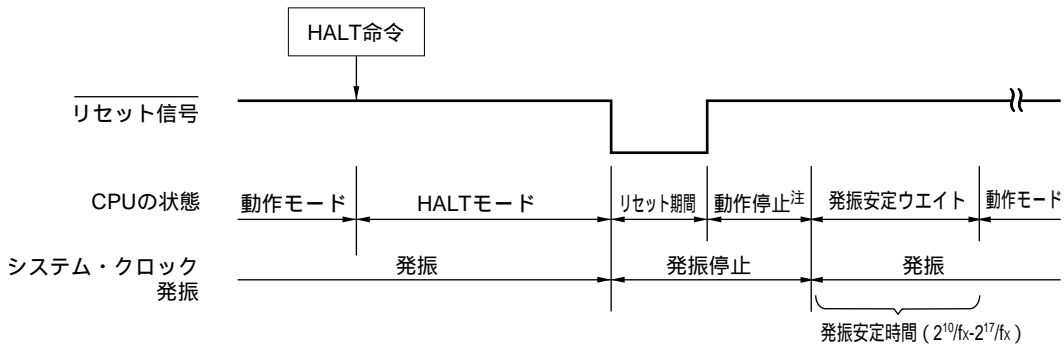 HALT命令
リセット信号
CPUの状態
動作モード
HALTモード
リセット期間
動作停止注
発振安定ウエイト
動作モード
システム・クロック
発振
発振
発振停止
発振
発振安定時間（2^10/fx-2^17/fx）